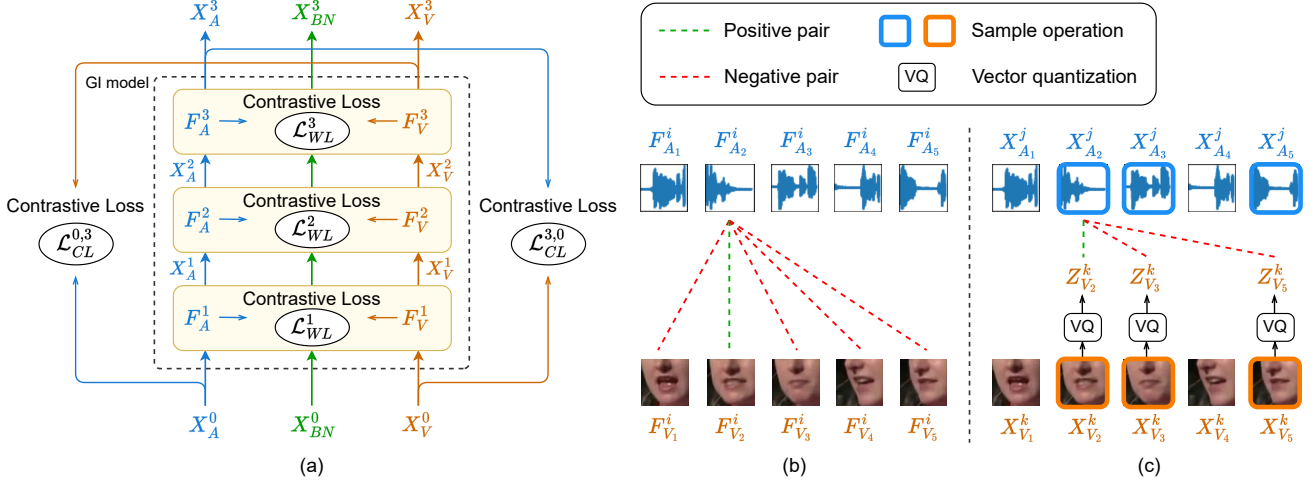 X_A^3 X_BN^3 X_V^3
GI model
Contrastive Loss
F_A^3 L_WL^3 F_V^3
X_A^2 X_V^2
Contrastive Loss
F_A^2 L_WL^2 F_V^2
X_A^1 X_V^1
Contrastive Loss
F_A^1 L_WL^1 F_V^1
Contrastive Loss
L_CL^{0,3}
Contrastive Loss
L_CL^{3,0}
X_A^0 X_BN^0 X_V^0
(a)
Positive pair
Sample operation
Negative pair
VQ Vector quantization
F_{A_1}^i F_{A_2}^i F_{A_3}^i F_{A_4}^i F_{A_5}^i
F_{V_1}^i F_{V_2}^i F_{V_3}^i F_{V_4}^i F_{V_5}^i
(b)
X_{A_1}^j X_{A_2}^j X_{A_3}^j X_{A_4}^j X_{A_5}^j
Z_{V_2}^k Z_{V_3}^k Z_{V_5}^k
VQ VQ VQ
X_{V_1}^k X_{V_2}^k X_{V_3}^k X_{V_4}^k X_{V_5}^k
(c)